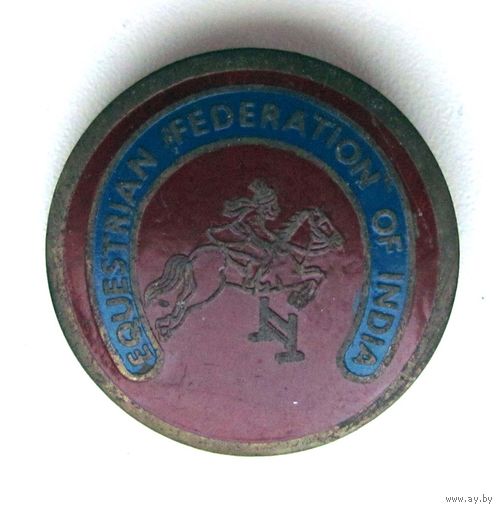 EQUESTRIAN FEDERATION OF INDIA
www.ay.by